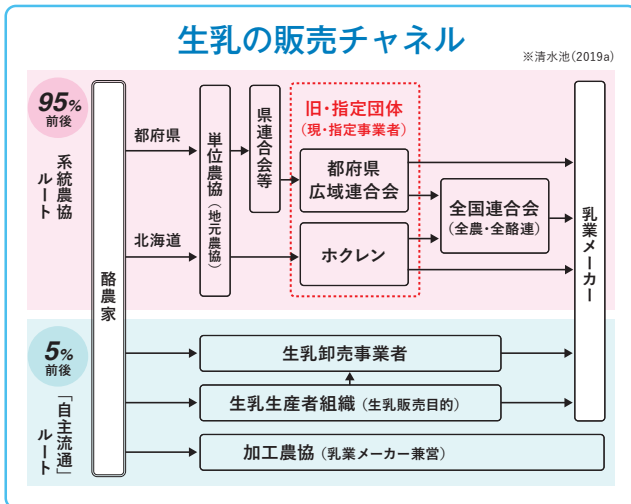 生乳の販売チャネル
※清水池(2019a)
95%
前後
系統農協
ルート
酪農家
都府県
北海道
単位農協（地元農協）
県連合会等
旧・指定団体
（現・指定事業者）
都府県
広域連合会
ホクレン
全国連合会
（全農・全酪連）
乳業メーカー
5%
前後
「自主流通」
ルート
生乳卸売事業者
生乳生産者組織（生乳販売目的）
加工農協（乳業メーカー兼営）